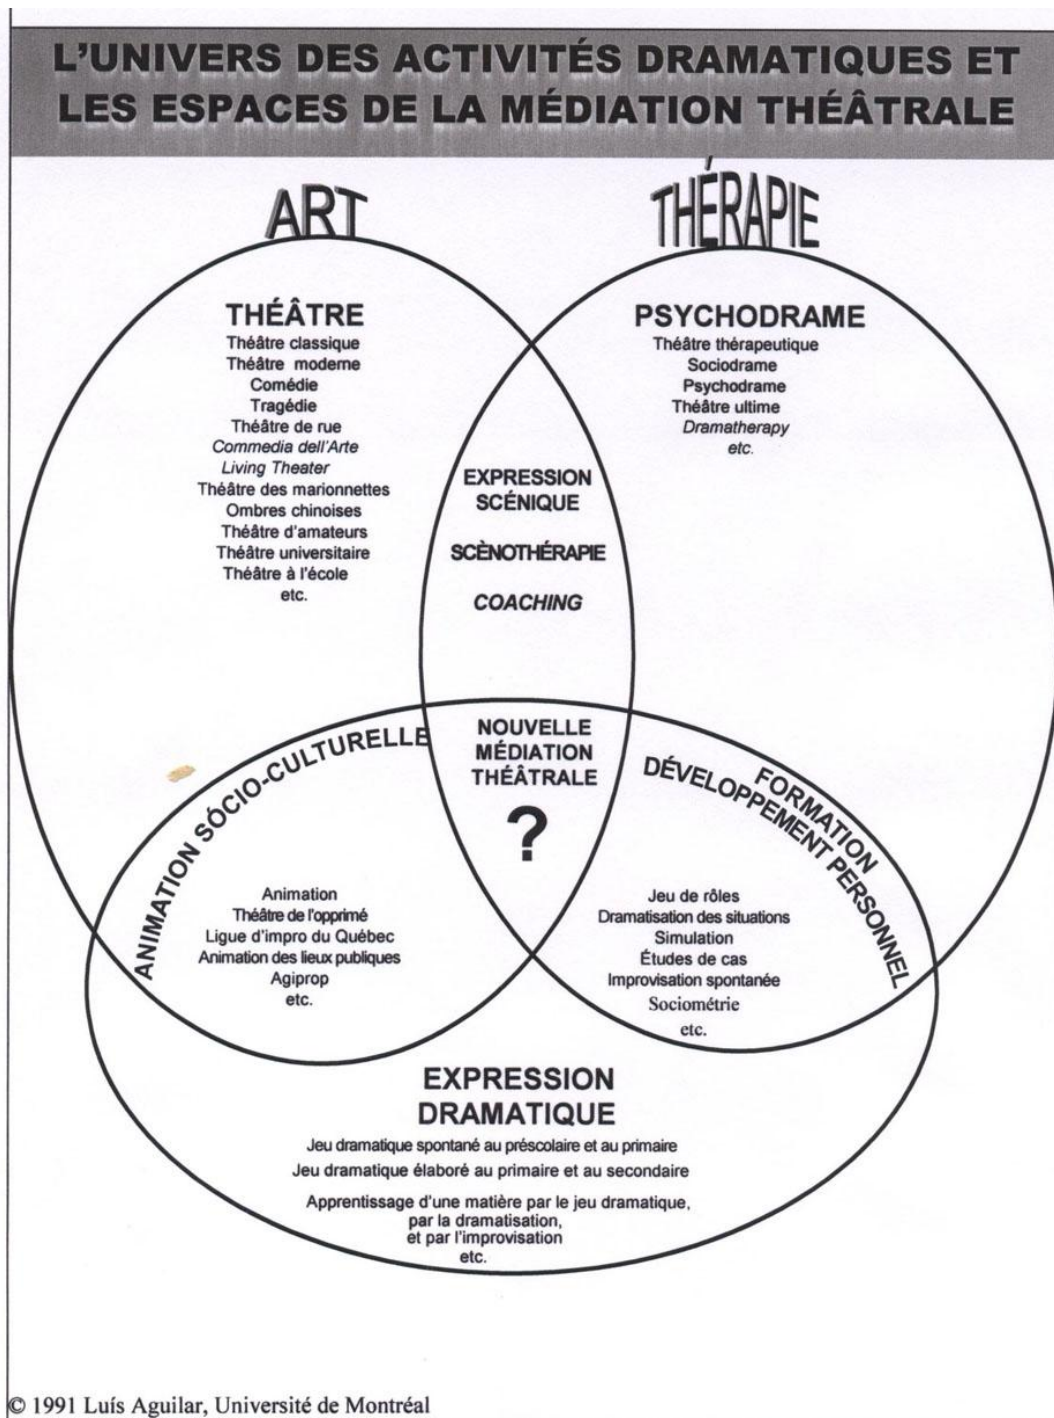 L'UNIVERS DES ACTIVITÉS DRAMATIQUES ET
LES ESPACES DE LA MÉDIATION THÉÂTRALE
ART
THÉRAPIE
THÉÂTRE
Théâtre classique
Théâtre moderne
Comédie
Tragédie
Théâtre de rue
Commedia dell'Arte
Living Theater
Théâtre des marionnettes
Ombres chinoises
Théâtre d'amateurs
Théâtre universitaire
Théâtre à l'école
etc.
PSYCHODRAME
Théâtre thérapeutique
Sociodrame
Psychodrame
Théâtre ultime
Dramatherapy
etc.
EXPRESSION
SCÉNIQUE
SCÈNOTHÉRAPIE
COACHING
NOUVELLE
MÉDIATION
THÉÂTRALE
?
ANIMATION SÓCIO-CULTURELLE
Animation
Théâtre de l'opprimé
Ligue d'impro du Québec
Animation des lieux publiques
Agiprop
etc.
FORMATION
DÉVELOPPEMENT PERSONNEL
Jeu de rôles
Dramatisation des situations
Simulation
Études de cas
Improvisation spontanée
Sociométrie
etc.
EXPRESSION
DRAMATIQUE
Jeu dramatique spontané au préscolaire et au primaire
Jeu dramatique élaboré au primaire et au secondaire
Apprentissage d'une matière par le jeu dramatique,
par la dramatisation,
et par l'improvisation
etc.
© 1991 Luís Aguilar, Université de Montréal